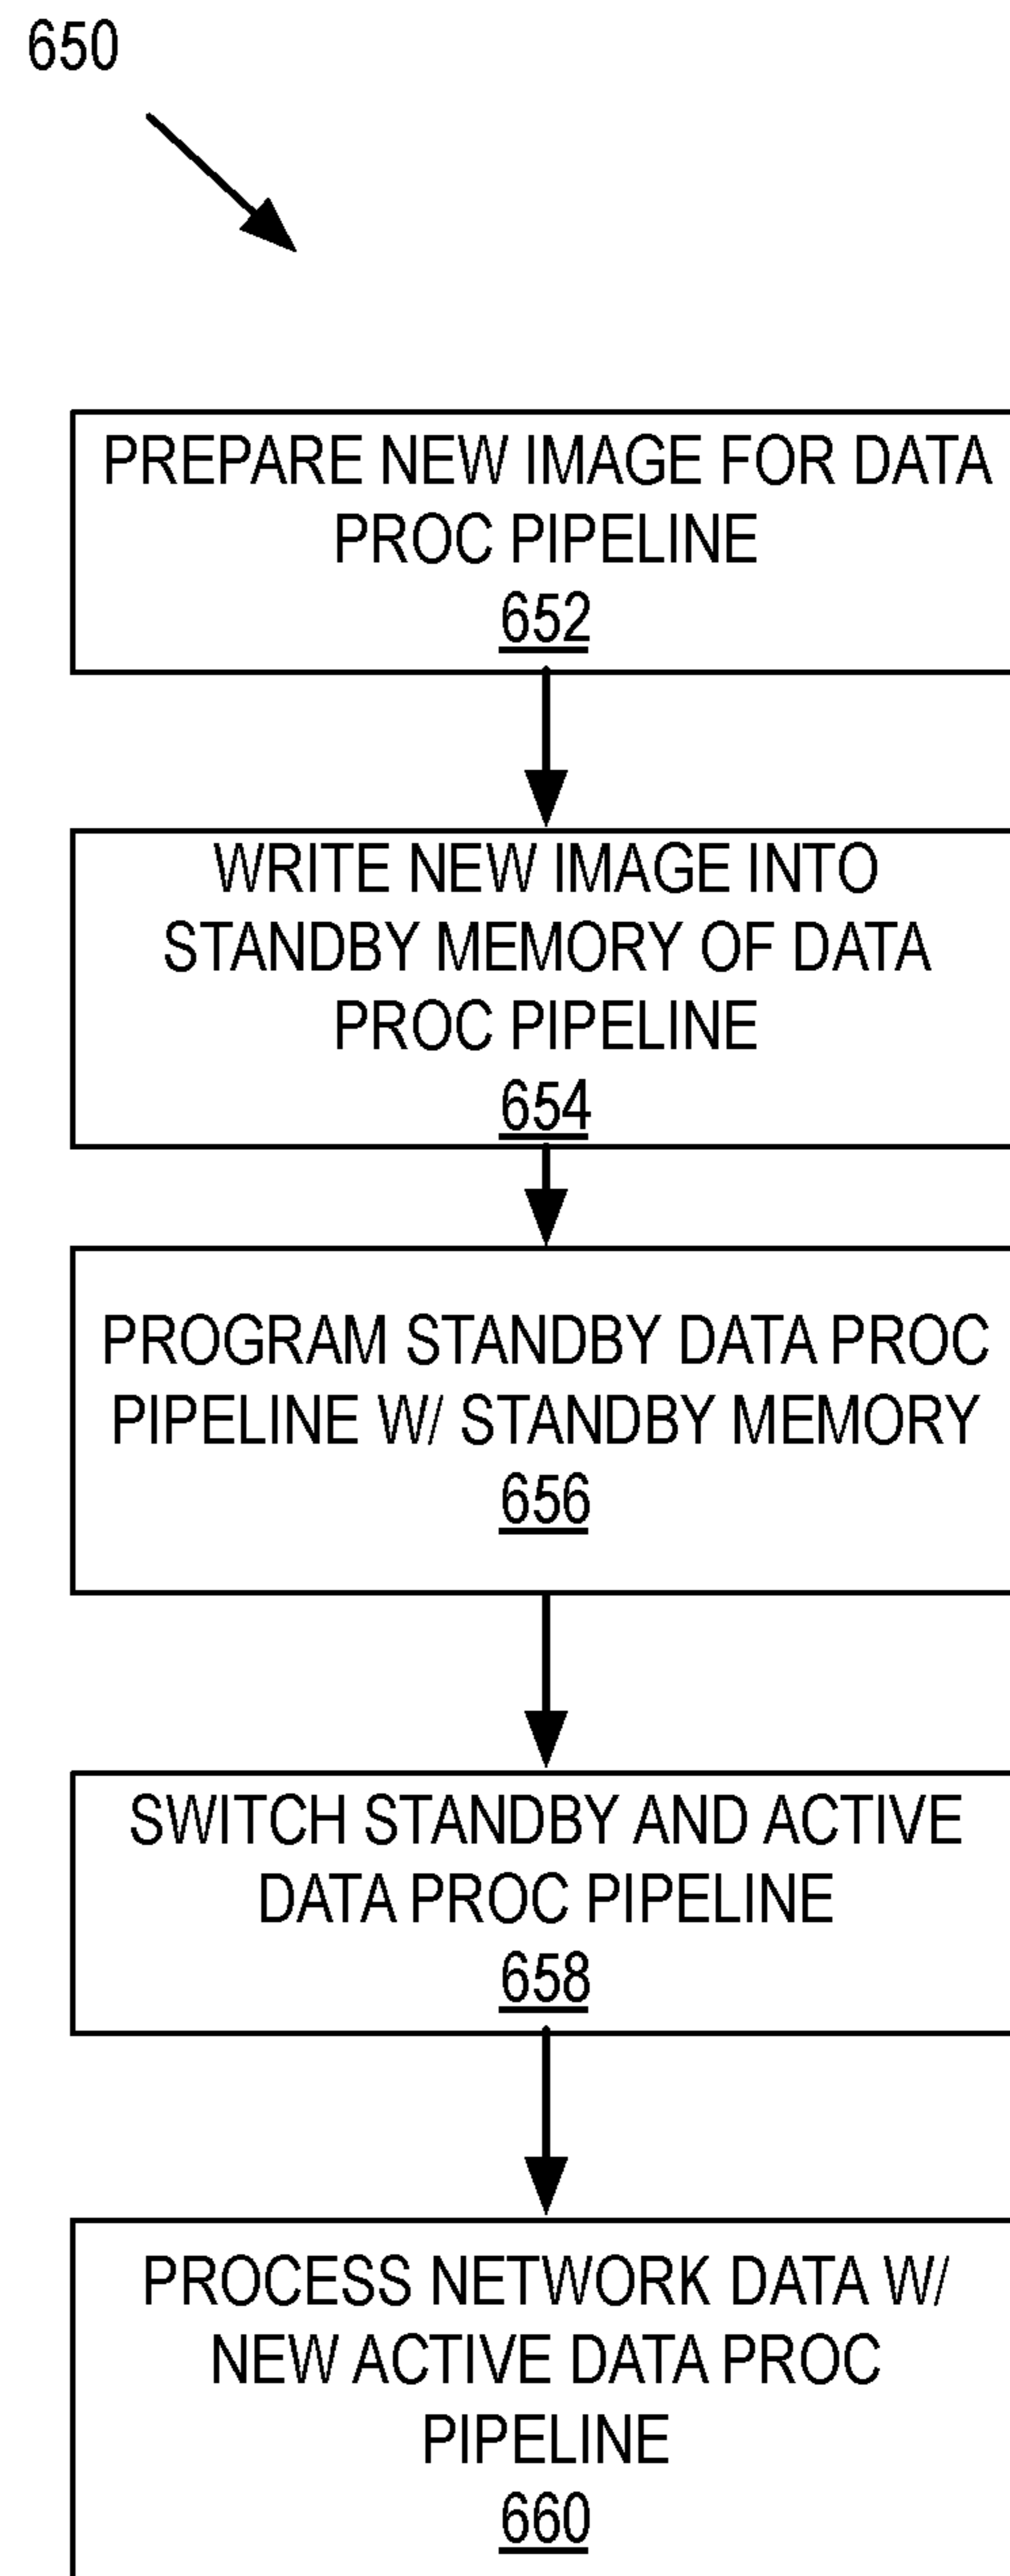 650
PREPARE NEW IMAGE FOR DATA
PROC PIPELINE
652
WRITE NEW IMAGE INTO
STANDBY MEMORY OF DATA
PROC PIPELINE
654
PROGRAM STANDBY DATA PROC
PIPELINE W/ STANDBY MEMORY
656
SWITCH STANDBY AND ACTIVE
DATA PROC PIPELINE
658
PROCESS NETWORK DATA W/
NEW ACTIVE DATA PROC
PIPELINE
660